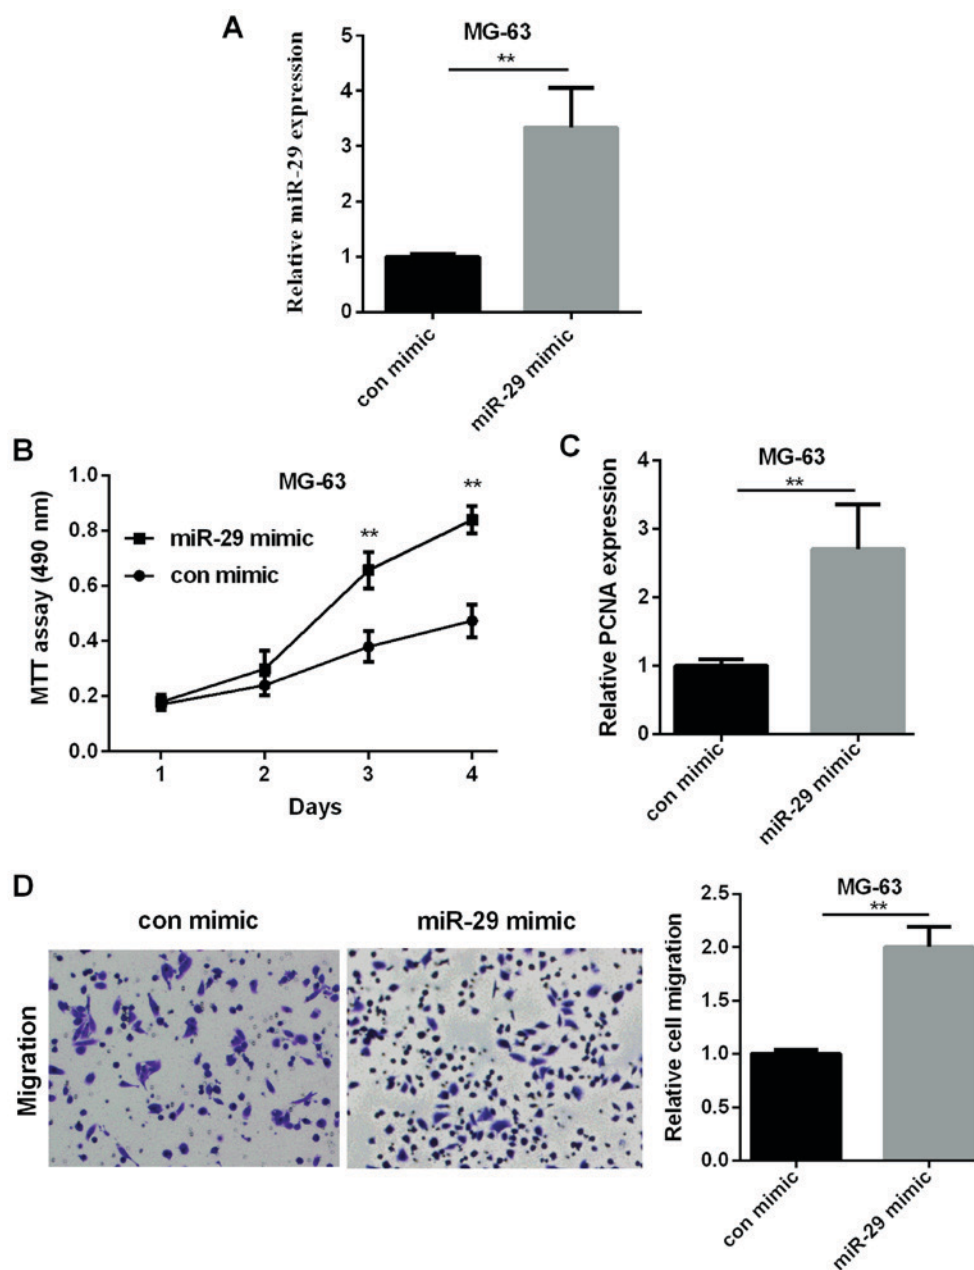 A
MG-63
**
Relative miR-29 expression
5
4
3
2
1
0
con mimic
miR-29 mimic
B
MG-63
MTT assay (490 nm)
1.0
0.8
0.6
0.4
0.2
0.0
miR-29 mimic
con mimic
**
**
1 2 3 4
Days
C
MG-63
**
Relative PCNA expression
4
3
2
1
0
con mimic
miR-29 mimic
D
con mimic
miR-29 mimic
Migration
MG-63
**
Relative cell migration
2.5
2.0
1.5
1.0
0.5
0.0
con mimic
miR-29 mimic